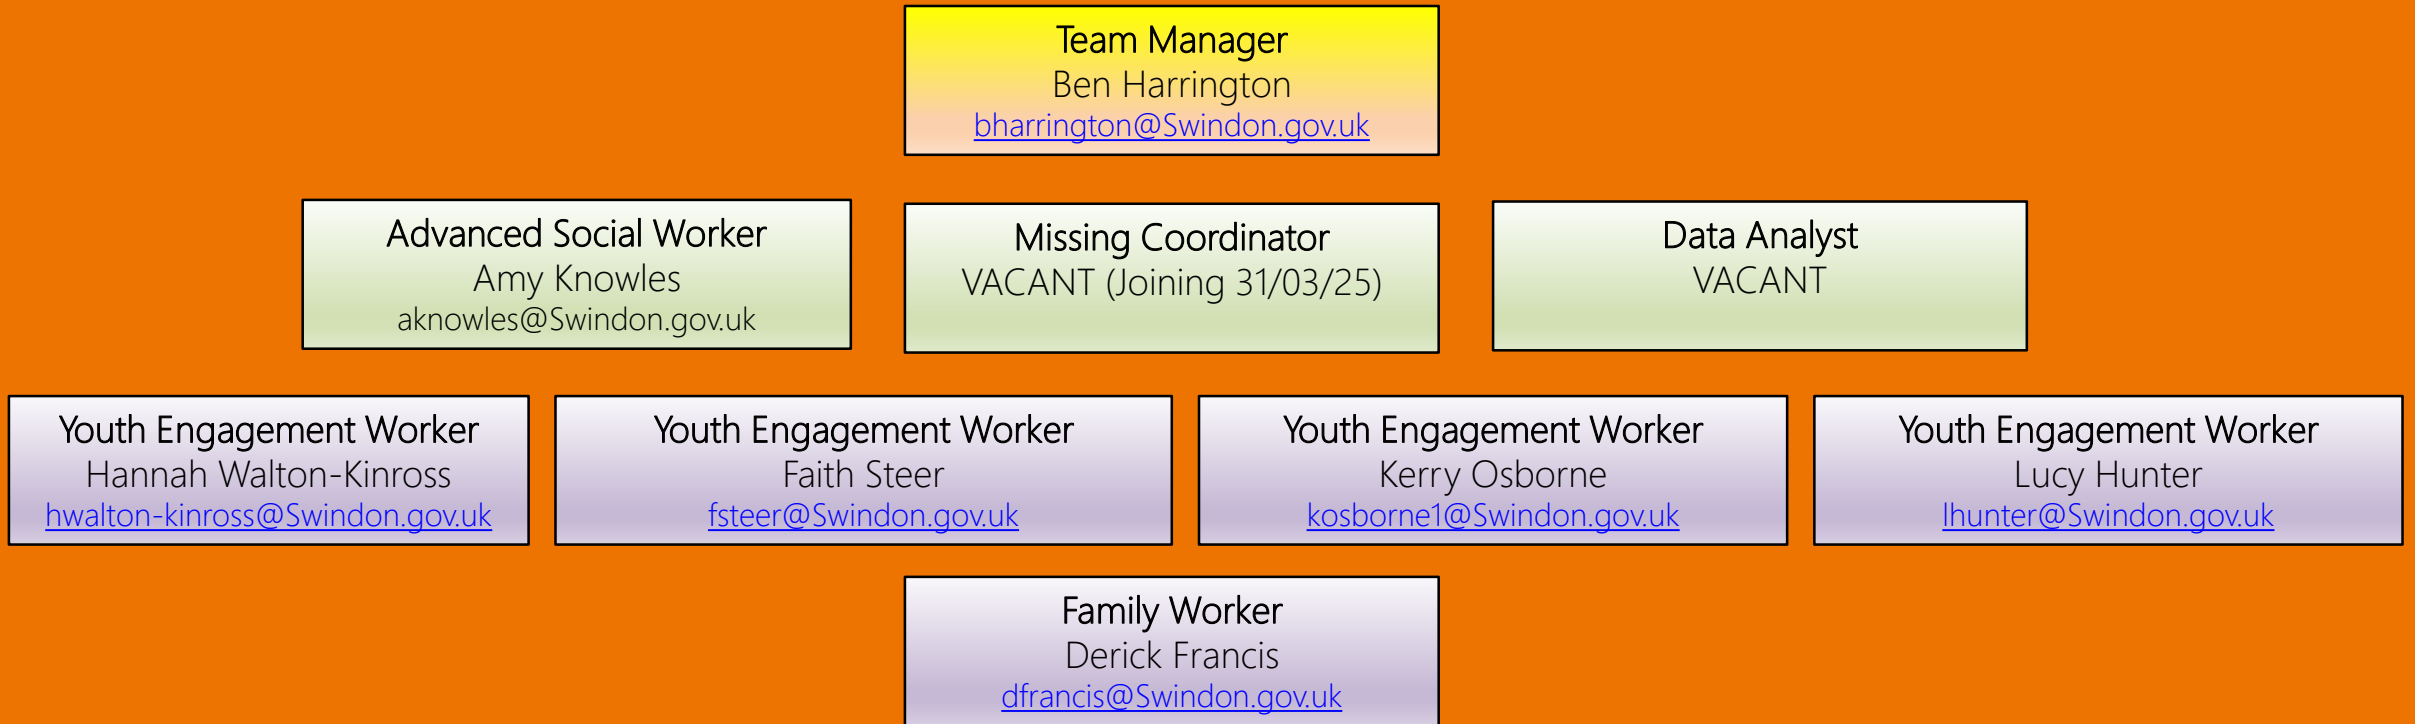 Team Manager
Ben Harrington
bharrington@Swindon.gov.uk
Advanced Social Worker
Amy Knowles
aknowles@Swindon.gov.uk
Missing Coordinator
VACANT (Joining 31/03/25)
Data Analyst
VACANT
Youth Engagement Worker
Hannah Walton-Kinross
hwalton-kinross@Swindon.gov.uk
Youth Engagement Worker
Faith Steer
fsteer@Swindon.gov.uk
Youth Engagement Worker
Kerry Osborne
kosborne1@Swindon.gov.uk
Youth Engagement Worker
Lucy Hunter
lhunter@Swindon.gov.uk
Family Worker
Derick Francis
dfrancis@Swindon.gov.uk